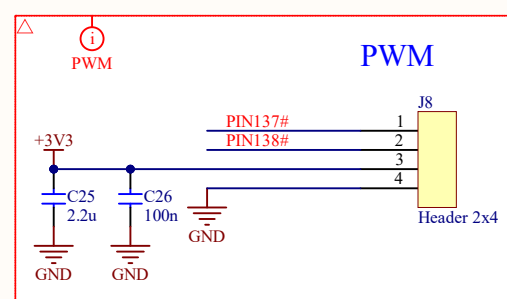 i
PWM
PWM
J8
PIN137#
1
PIN138#
2
+3V3
3
4
C25
2.2u
C26
100n
GND
Header 2x4
GND
GND